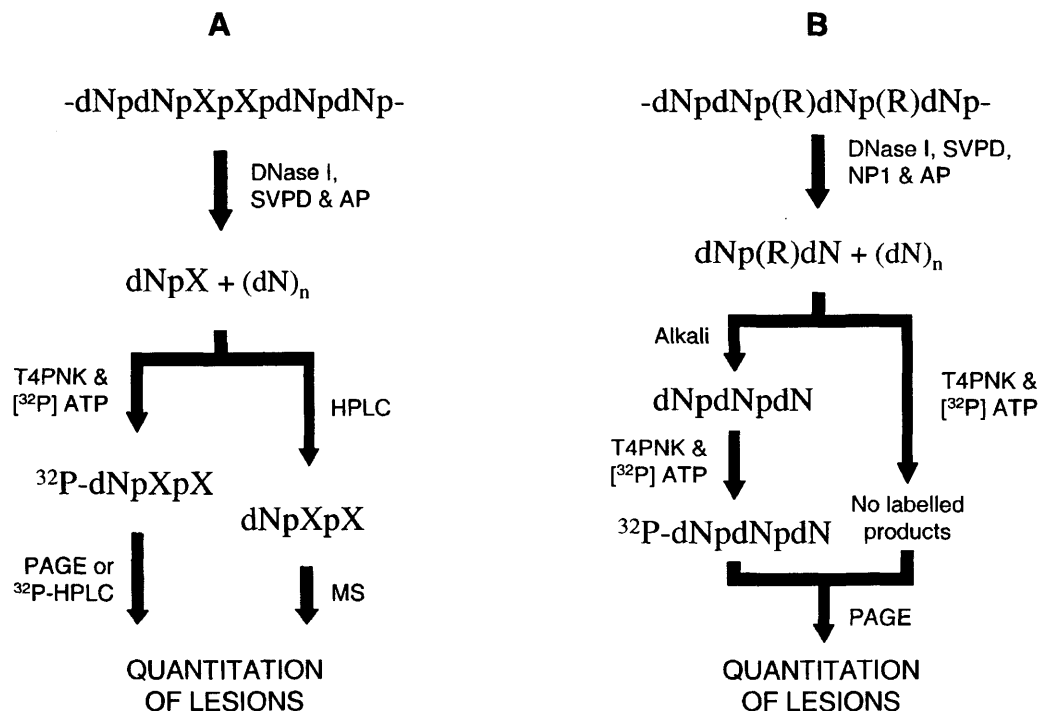 A
-dNpdNpXpXpdNpdNp-
DNase I,
SVPD & AP
dNpX + (dN)n
T4PNK &
[32P] ATP
HPLC
32P-dNpXpX
dNpXpX
PAGE or
32P-HPLC
MS
QUANTITATION
OF LESIONS
B
-dNpdNp(R)dNp(R)dNp-
DNase I, SVPD,
NP1 & AP
dNp(R)dN + (dN)n
Alkali
T4PNK &
[32P] ATP
dNpdNpdN
T4PNK &
[32P] ATP
32P-dNpdNpdN
No labelled
products
PAGE
QUANTITATION
OF LESIONS